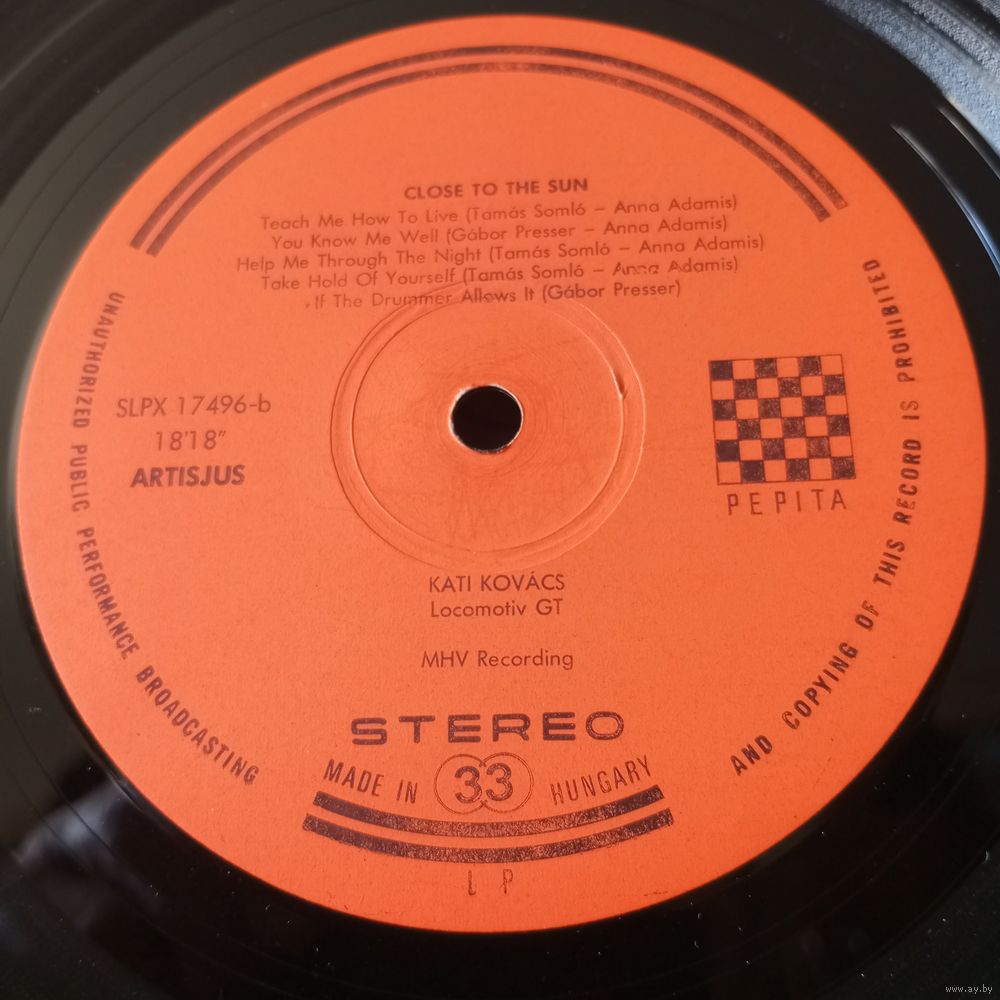 CLOSE TO THE SUN
Teach Me How To Live (Tamás Somló – Anna Adamis)
You Know Me Well (Gábor Presser – Anna Adamis)
Help Me Through The Night (Tamás Somló – Anna Adamis)
Take Hold Of Yourself (Tamás Somló – Anna Adamis)
If The Drummer Allows It (Gábor Presser)
SLPX 17496-b
18'18"
ARTISJUS
PEPITA
KATI KOVÁCS
Locomotiv GT
MHV Recording
STEREO
MADE IN 33 HUNGARY
LP
UNAUTHORIZED PUBLIC PERFORMANCE BROADCASTING
AND COPYING OF THIS RECORD IS PROHIBITED
www.ay.by